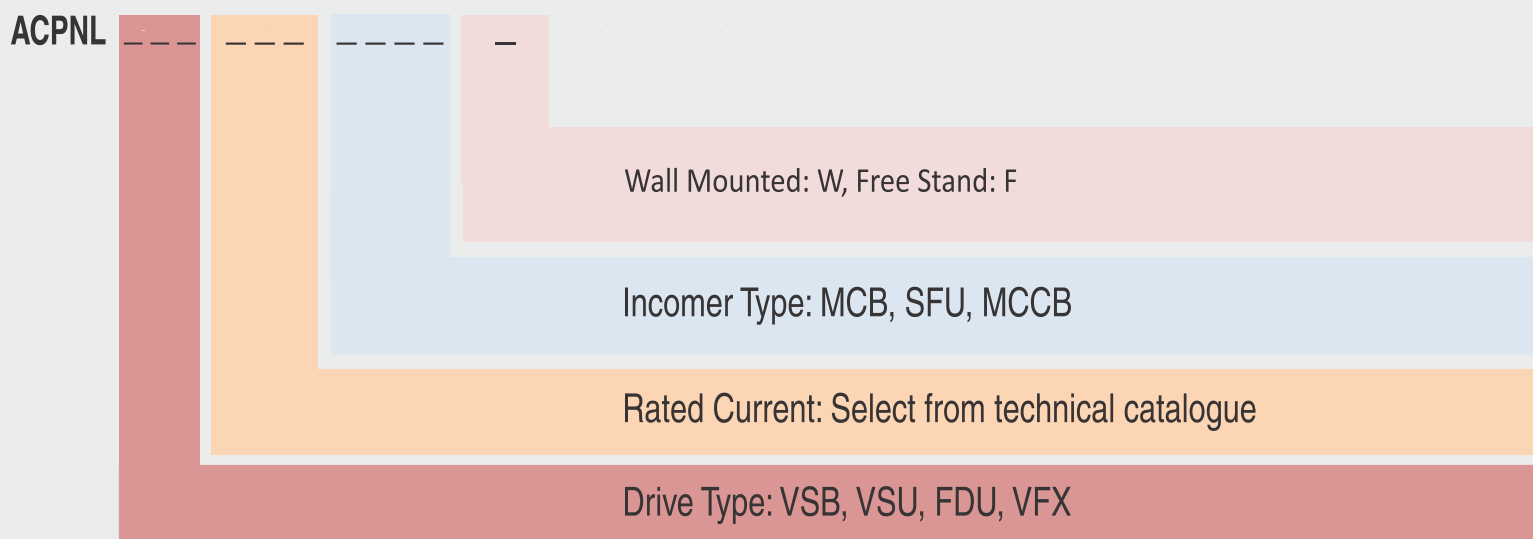 ACPNL _ _ _ _ _ _ _ _ _ _ _
Wall Mounted: W, Free Stand: F
Incomer Type: MCB, SFU, MCCB
Rated Current: Select from technical catalogue
Drive Type: VSB, VSU, FDU, VFX